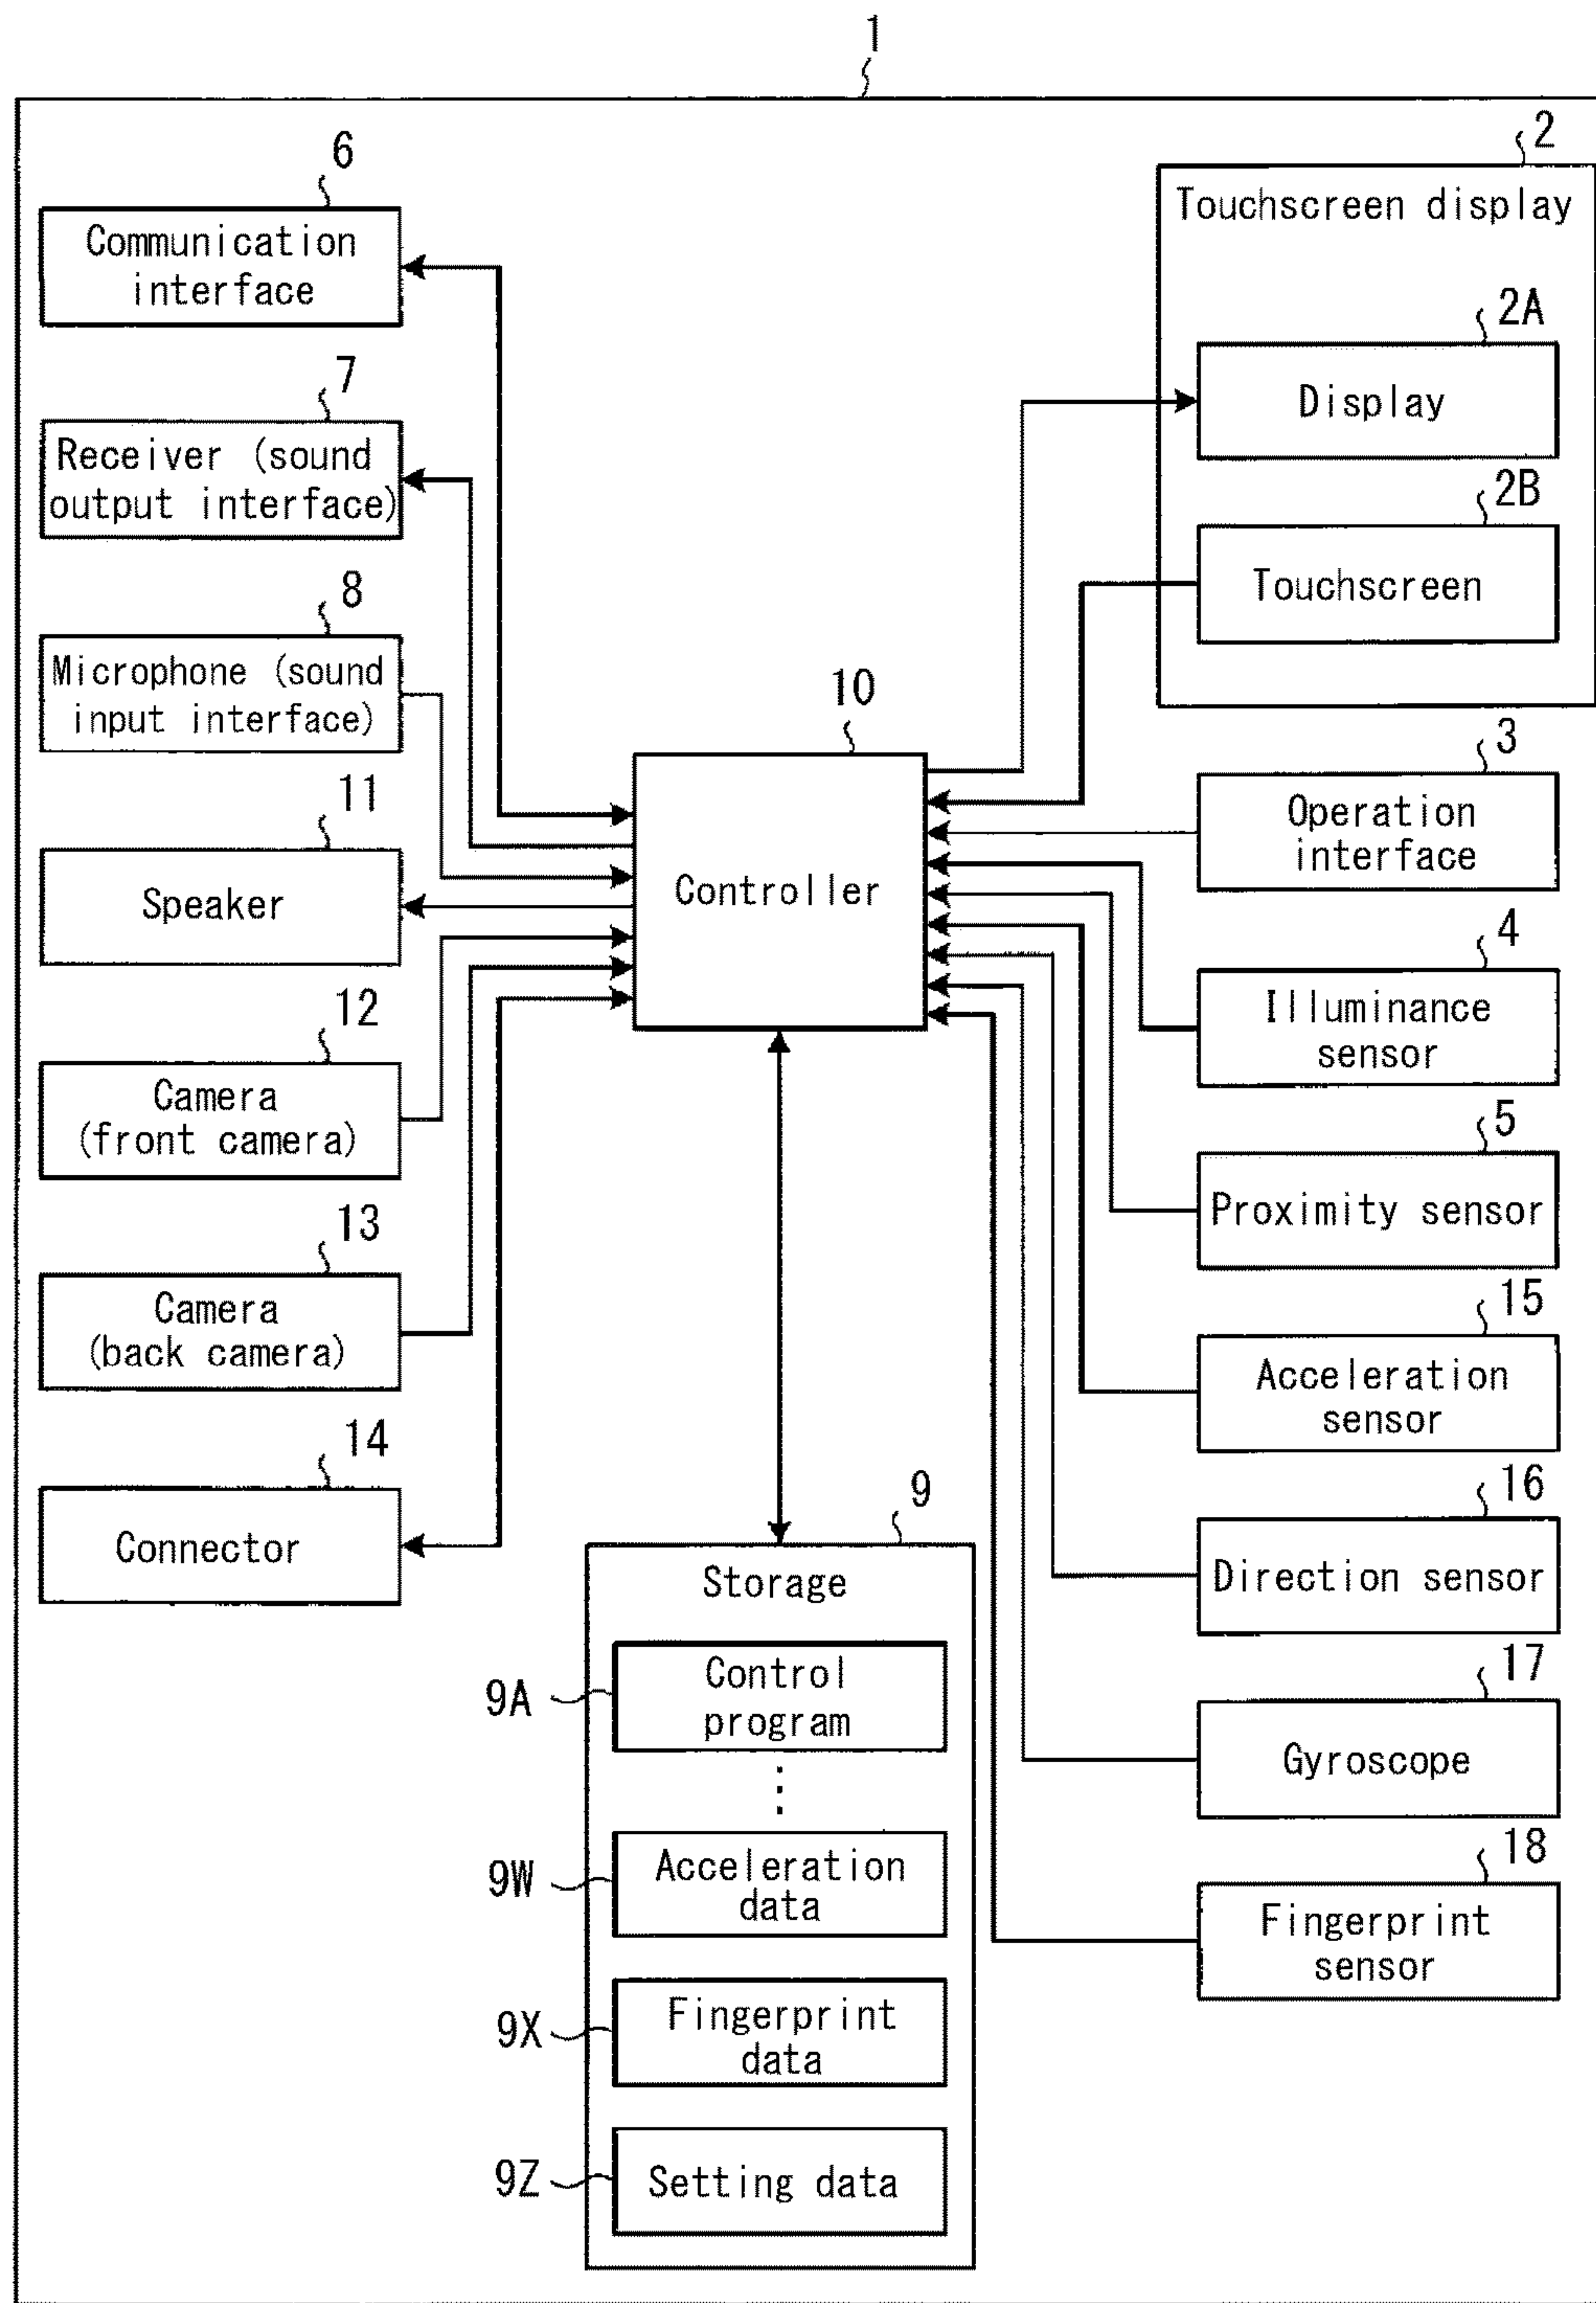 1
6
Communication
interface
7
Receiver (sound
output interface)
8
Microphone (sound
input interface)
11
Speaker
12
Camera
(front camera)
13
Camera
(back camera)
14
Connector
10
Controller
9
Storage
9A
Control
program
9W
Acceleration
data
9X
Fingerprint
data
9Z
Setting data
2
Touchscreen display
2A
Display
2B
Touchscreen
3
Operation
interface
4
Illuminance
sensor
5
Proximity sensor
15
Acceleration
sensor
16
Direction sensor
17
Gyroscope
18
Fingerprint
sensor